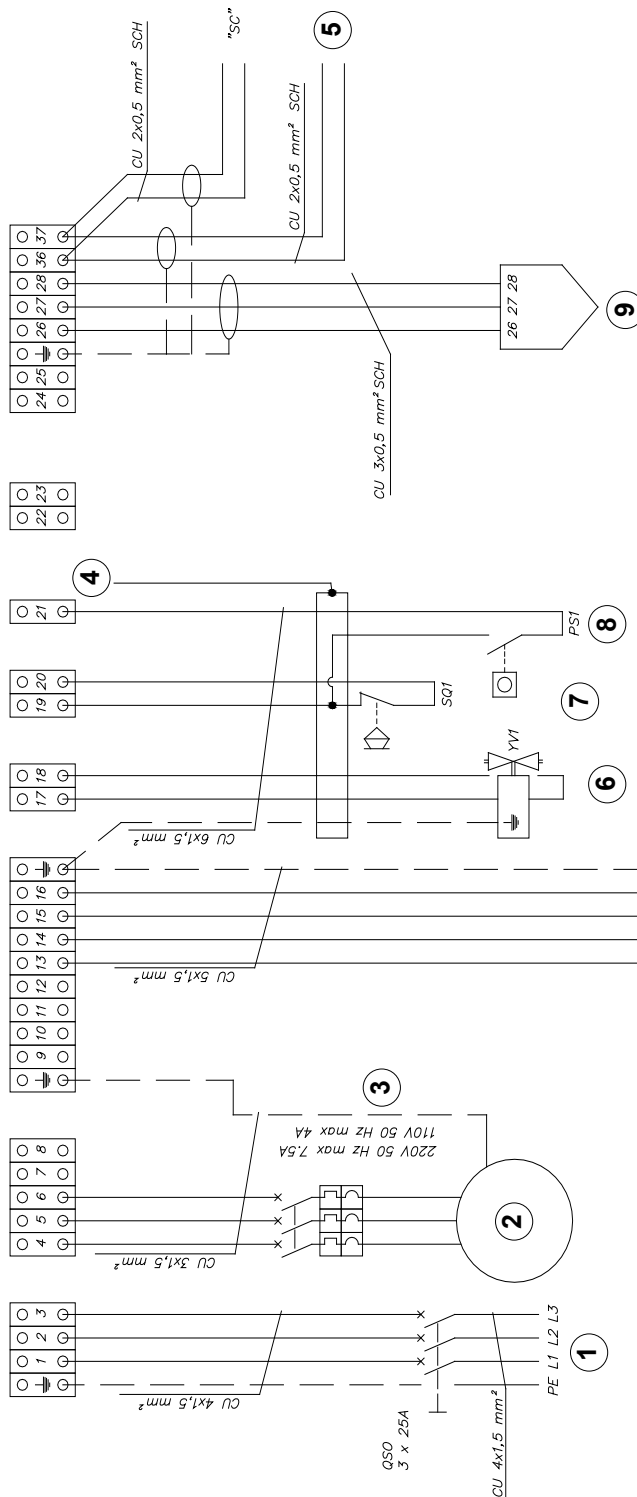 1 2 3
4 5 6 7 8
9 10 11 12 13 14 15 16
17 18
19 20
21
22 23
24 25 26 27 28 36 37
CU 4x1,5 mm²
QSO
3 x 25A
CU 4x1,5 mm²
PE L1 L2 L3
1
CU 3x1,5 mm²
220V 50 Hz max 7.5A
110V 50 Hz max 4A
2
3
CU 5x1,5 mm²
CU 6x1,5 mm²
4
YV1
6
SQ1
7
PS1
8
CU 2x0,5 mm² SCH
"SC"
CU 2x0,5 mm² SCH
5
CU 3x0,5 mm² SCH
26 27 28
9